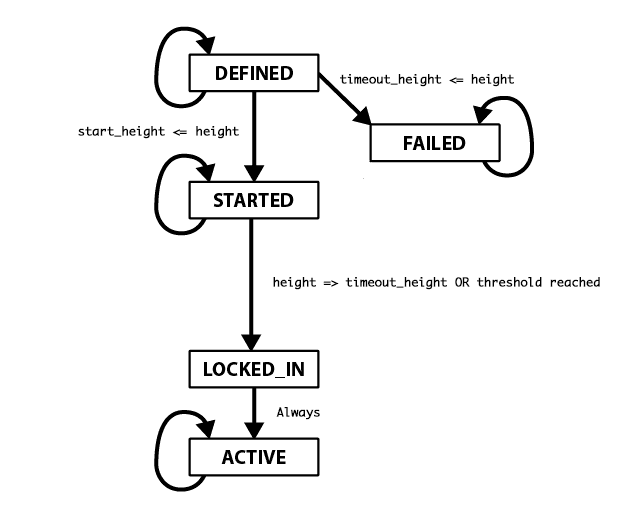 DEFINED
timeout_height <= height
start_height <= height
FAILED
STARTED
height => timeout_height OR threshold reached
LOCKED_IN
Always
ACTIVE